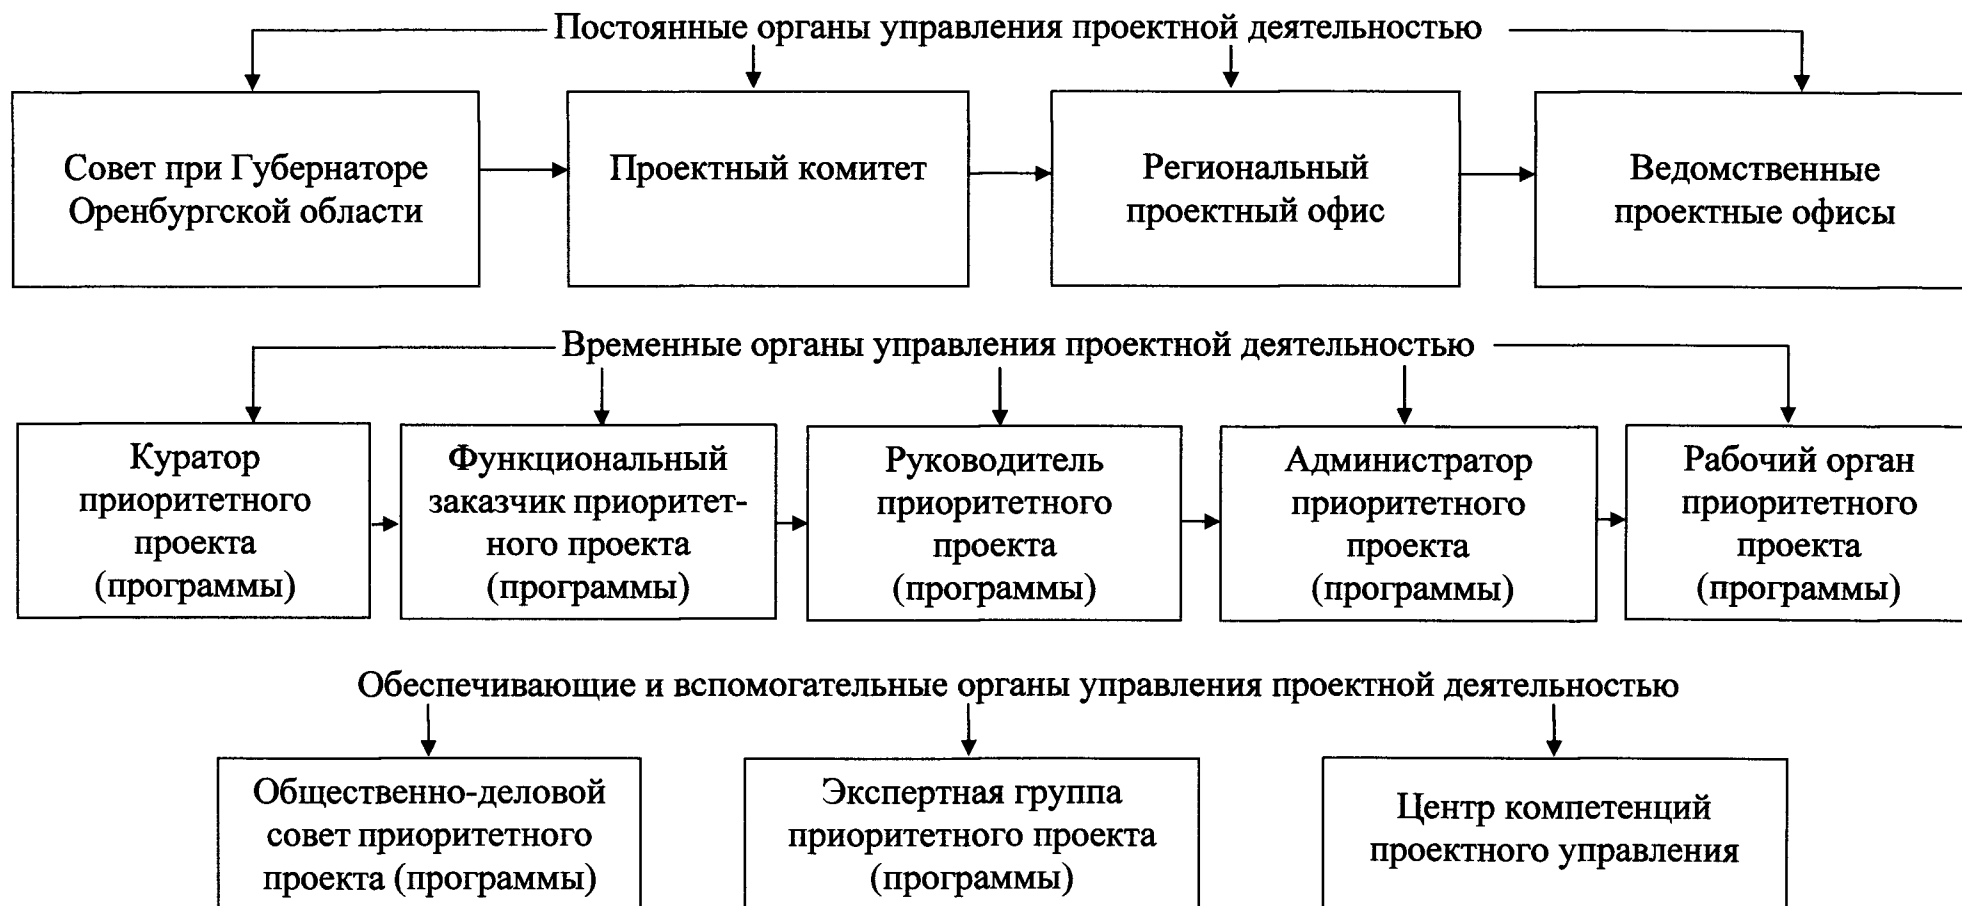 Постоянные органы управления проектной деятельностью
Совет при Губернаторе
Оренбургской области
Проектный комитет
Региональный
проектный офис
Ведомственные
проектные офисы
Временные органы управления проектной деятельностью
Куратор
приоритетного
проекта
(программы)
Функциональный
заказчик приоритет-
ного проекта
(программы)
Руководитель
приоритетного
проекта
(программы)
Администратор
приоритетного
проекта
(программы)
Рабочий орган
приоритетного
проекта
(программы)
Обеспечивающие и вспомогательные органы управления проектной деятельностью
Общественно-деловой
совет приоритетного
проекта (программы)
Экспертная группа
приоритетного проекта
(программы)
Центр компетенций
проектного управления